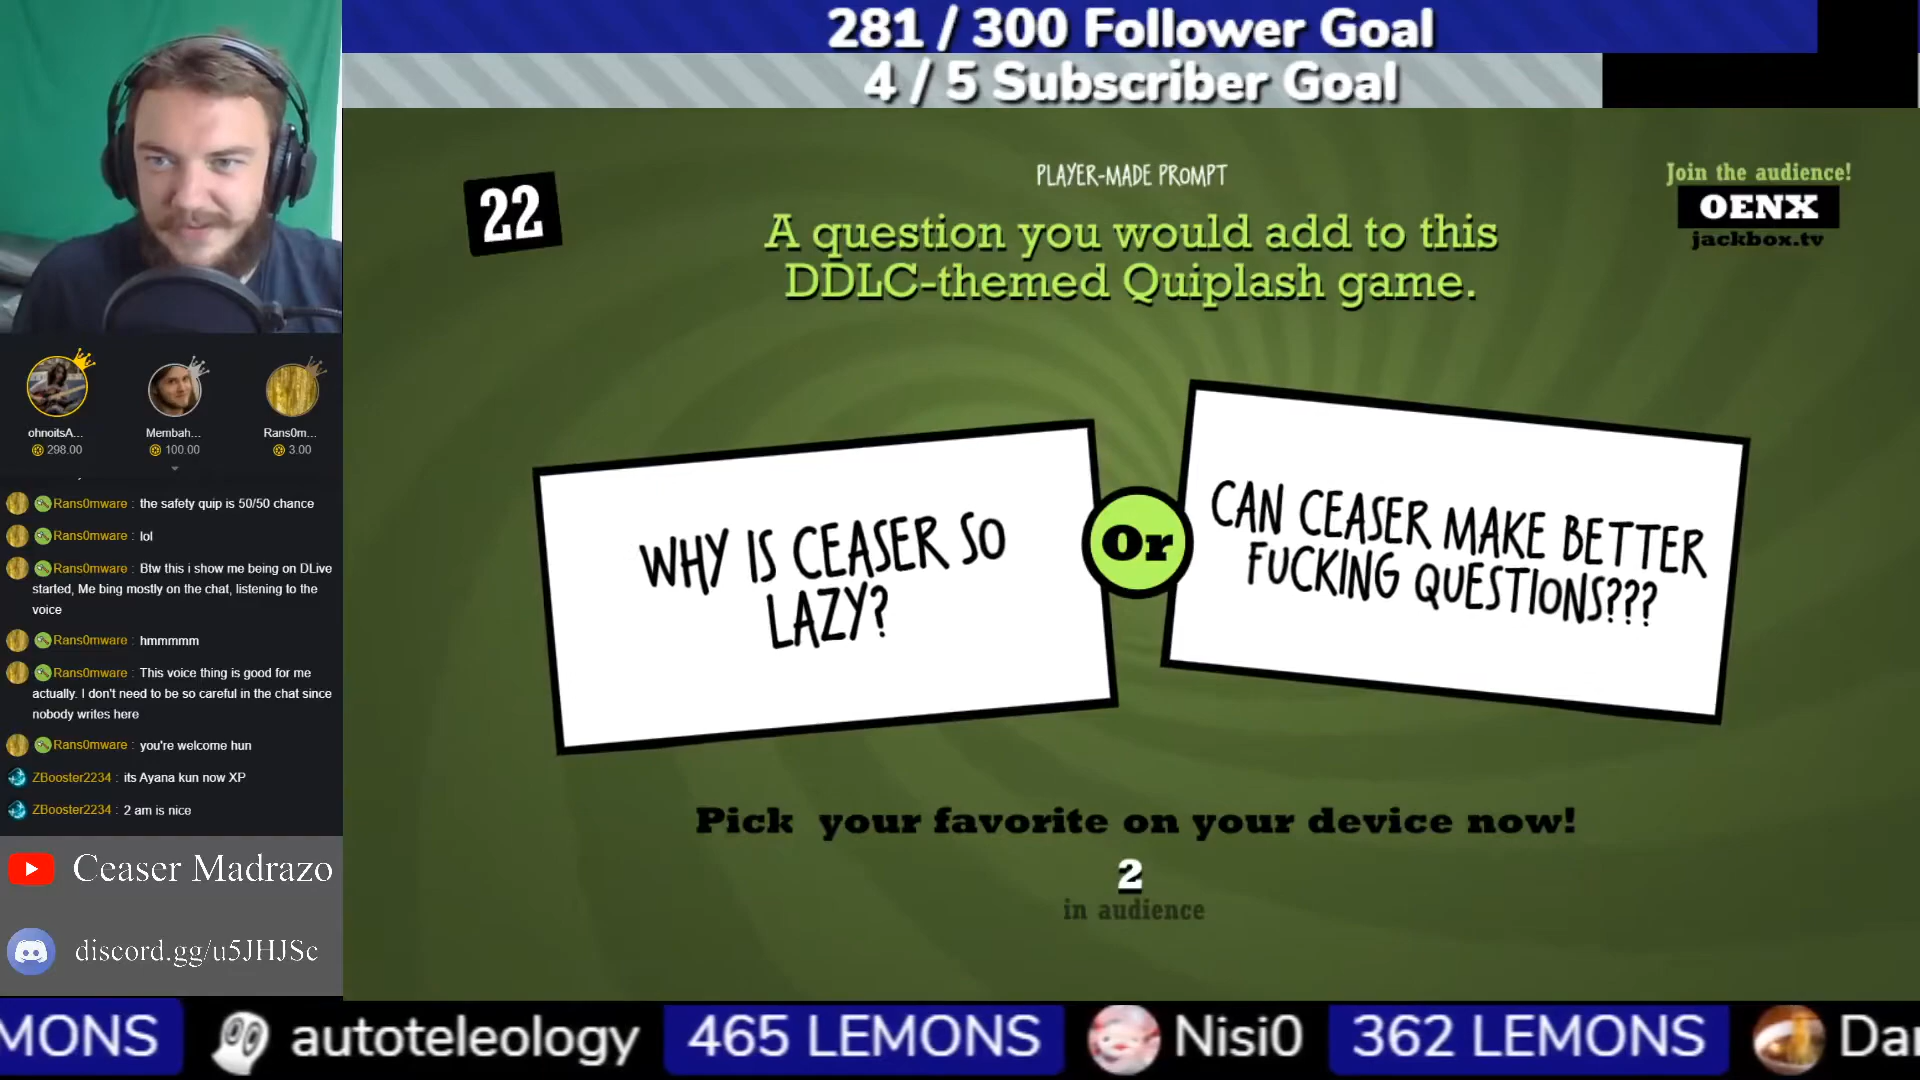 281 / 300 Follower Goal
4 / 5 Subscriber Goal
22
PLAYER-MADE PROMPT
A question you would add to this
DDLC-themed Quiplash game.
Join the audience!
OENX
jackbox.tv
WHY IS CEASER SO
LAZY?
Or
CAN CEASER MAKE BETTER
FUCKING QUESTIONS???
Pick your favorite on your device now!
2
in audience
ohnoitsA...
Membah...
Rans0m...
298.00
100.00
3.00
Rans0mware : the safety quip is 50/50 chance
Rans0mware : lol
Rans0mware : Btw this i show me being on DLive
started, Me bing mostly on the chat, listening to the
voice
Rans0mware : hmmmmm
Rans0mware : This voice thing is good for me
actually. I don't need to be so careful in the chat since
nobody writes here
Rans0mware : you're welcome hun
ZBooster2234 : its Ayana kun now XP
ZBooster2234 : 2 am is nice
Ceaser Madrazo
discord.gg/u5JHJSc
MONS autoteleology 465 LEMONS Nisi0 362 LEMONS Dar